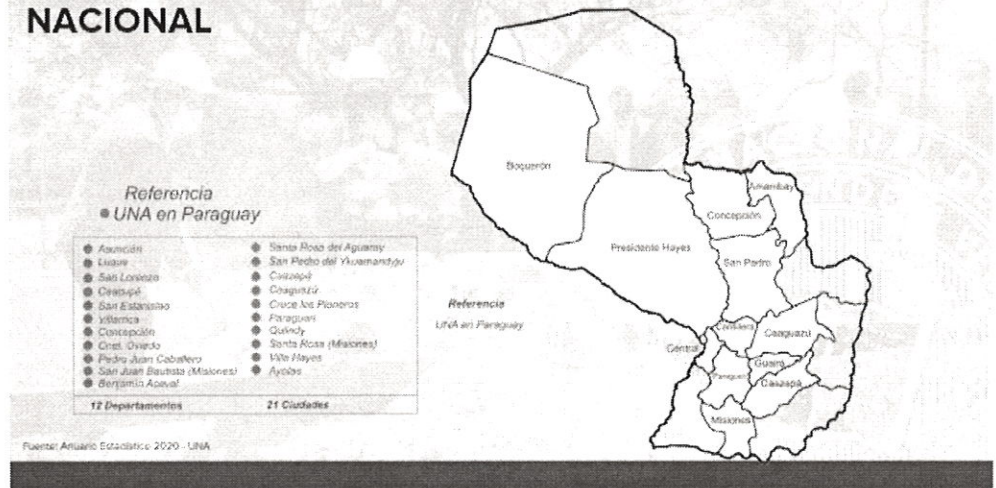 NACIONAL
Referencia
UNA en Paraguay
Asunción
Luque
San Lorenzo
Caacupé
San Estanislao
Villarrica
Concepción
Cnel. Oviedo
Pedro Juan Caballero
San Juan Bautista (Misiones)
Benjamín Aceval
Santa Rosa del Aguaray
San Pedro del Ykuamandyju
Caazapá
Caaguazú
Cruce los Pioneros
Paraguarí
Quiindy
Santa Rosa (Misiones)
Villa Hayes
Ayolas
12 Departamentos
21 Ciudades
Fuente: Anuario Estadístico 2020 - UNA
Referencia
UNA en Paraguay
Boquerón
Amambay
Concepción
Presidente Hayes
San Pedro
Cordillera
Caaguazú
Central
Guairá
Paraguarí
Caazapá
Misiones